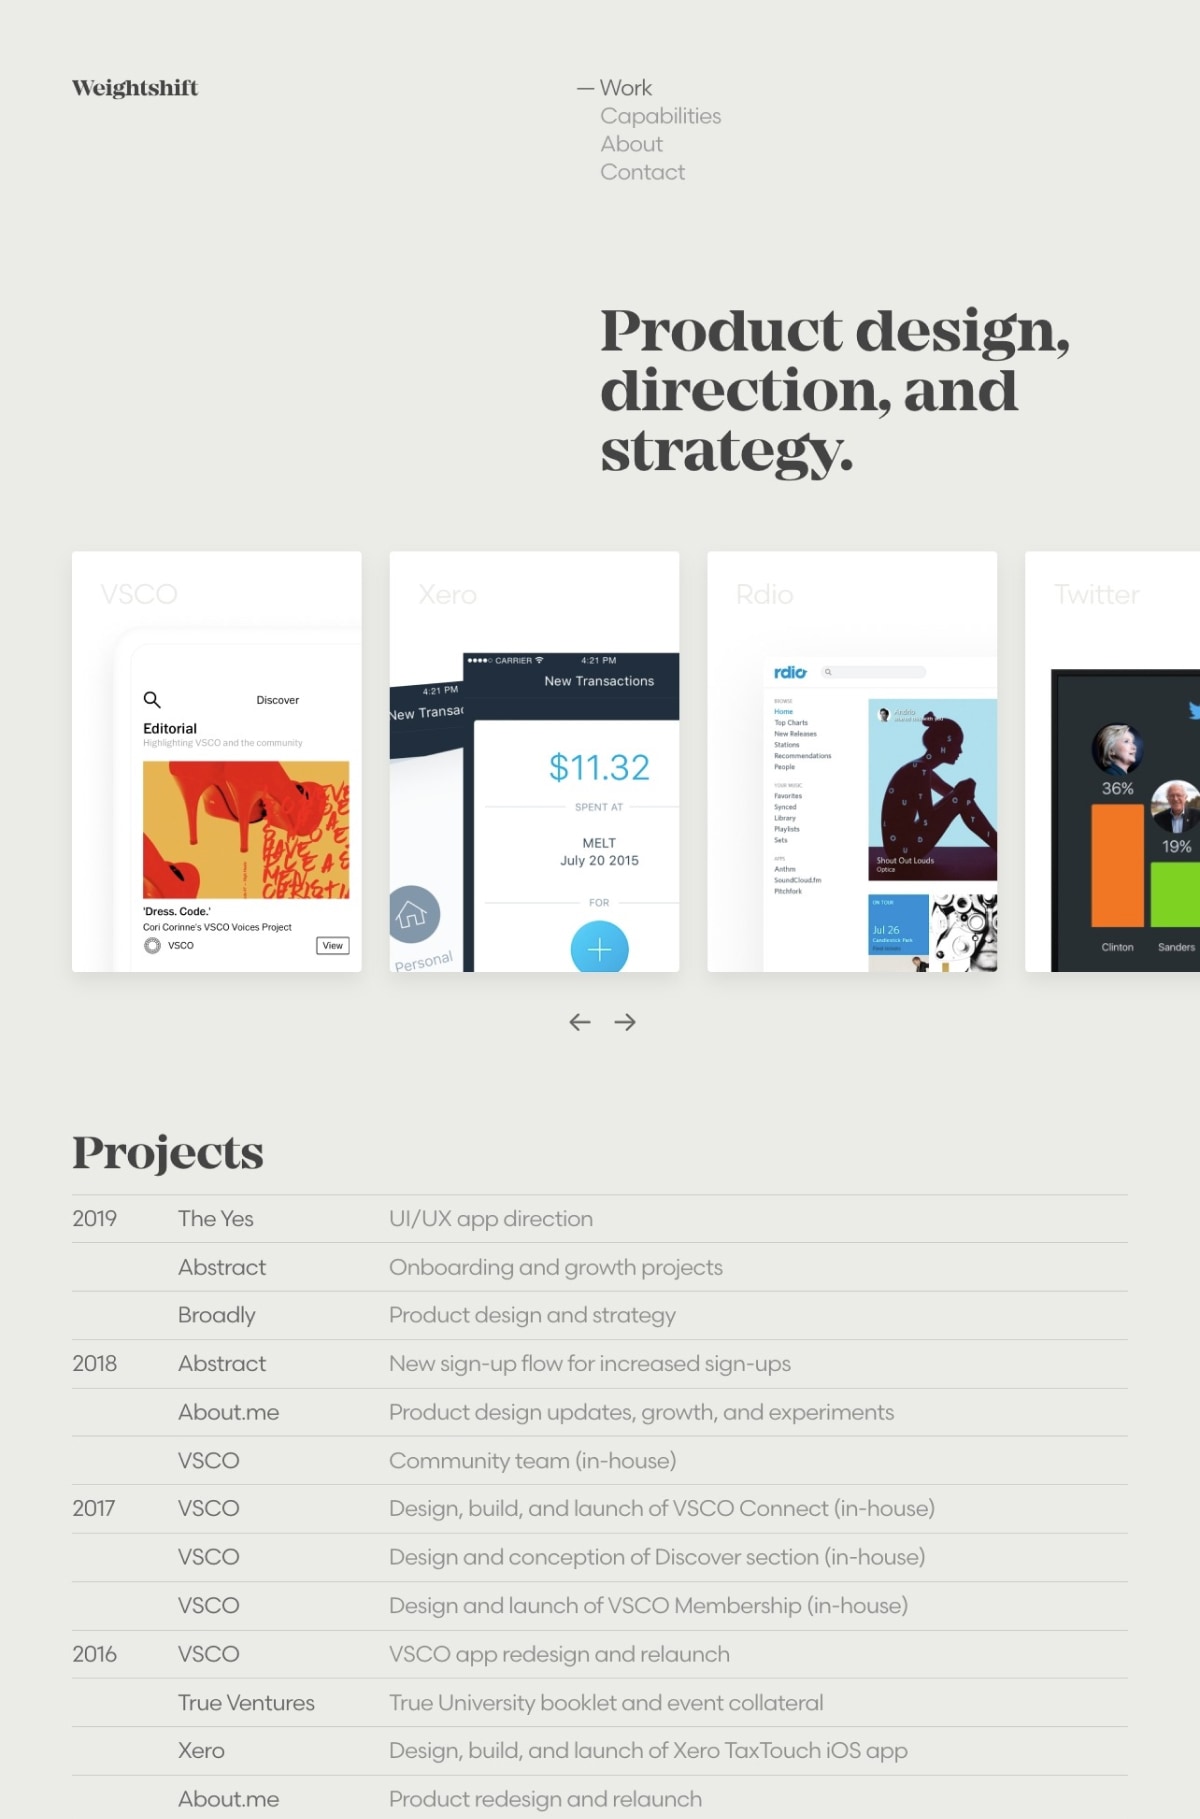 Weightshift
— Work
Capabilities
About
Contact
Product design,
direction, and
strategy.
VSCO
Discover
Editorial
Highlighting VSCO and the community
'Dress. Code.'
Cori Corinne's VSCO Voices Project
VSCO
View
Xero
4:21 PM
New Transac
Personal
CARRIER
4:21 PM
New Transactions
$11.32
SPENT AT
MELT
July 20 2015
FOR
Rdio
rdio
BROWSE
Home
Top Charts
New Releases
Stations
Recommendations
People
YOUR MUSIC
Favorites
Synced
Library
Playlists
Sets
APPS
Anthm
SoundCloud.fm
Pitchfork
Shout Out Louds
Optica
ON TOUR
Jul 26
Candlestick Park
Twitter
36%
19%
Clinton
Sanders
Projects
2019 The Yes UI/UX app direction
Abstract Onboarding and growth projects
Broadly Product design and strategy
2018 Abstract New sign-up flow for increased sign-ups
About.me Product design updates, growth, and experiments
VSCO Community team (in-house)
2017 VSCO Design, build, and launch of VSCO Connect (in-house)
VSCO Design and conception of Discover section (in-house)
VSCO Design and launch of VSCO Membership (in-house)
2016 VSCO VSCO app redesign and relaunch
True Ventures True University booklet and event collateral
Xero Design, build, and launch of Xero TaxTouch iOS app
About.me Product redesign and relaunch